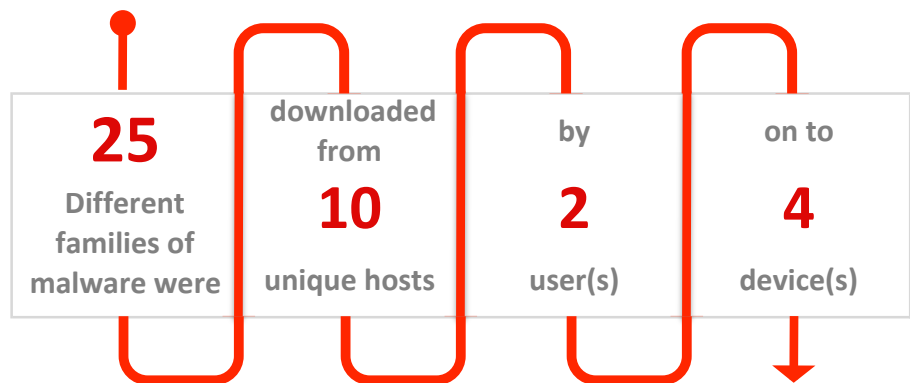 25
Different
families of
malware were
downloaded
from
10
unique hosts
by
2
user(s)
on to
4
device(s)